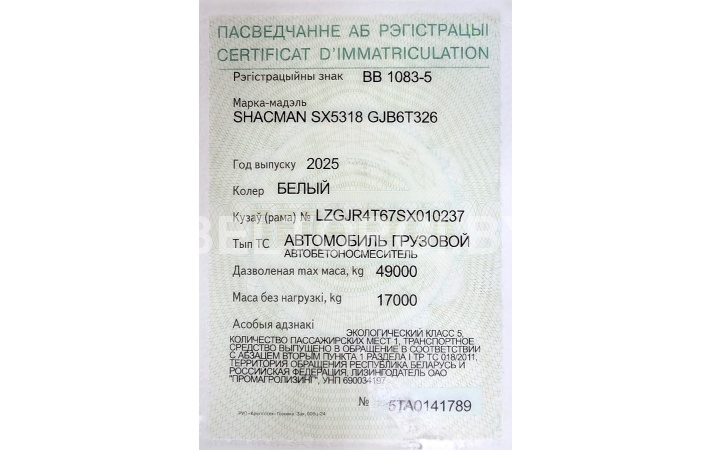 ПАСВЕДЧАННЕ АБ РЭГІСТРАЦЫІ
CERTIFICAT D'IMMATRICULATION
Рэгістрацыйны знак BB 1083-5
Марка-мадэль
SHACMAN SX5318 GJB6T326
Год выпуску 2025
Колер БЕЛЫЙ
Кузаў (рама) № LZGJR4T67SX010237
Тып ТС АВТОМОБИЛЬ ГРУЗОВОЙ
АВТОБЕТОНОСМЕСИТЕЛЬ
Дазволеная max маса, kg 49000
Маса без нагрузкі, kg 17000
Асобыя адзнакі
ЭКОЛОГИЧЕСКИЙ КЛАСС 5,
КОЛИЧЕСТВО ПАССАЖИРСКИХ МЕСТ 1, ТРАНСПОРТНОЕ
СРЕДСТВО ВЫПУЩЕНО В ОБРАЩЕНИЕ В СООТВЕТСТВИИ
С АБЗАЦЕМ ВТОРЫМ ПУНКТА 1 РАЗДЕЛА I ТР ТС 018/2011,
ТЕРРИТОРИЯ ОБРАЩЕНИЯ РЕСПУБЛИКА БЕЛАРУСЬ И
РОССИЙСКАЯ ФЕДЕРАЦИЯ, ЛИЗИНГОДАТЕЛЬ ОАО
"ПРОМАГРОЛИЗИНГ", УНП 690034197
№ 5TA0141789